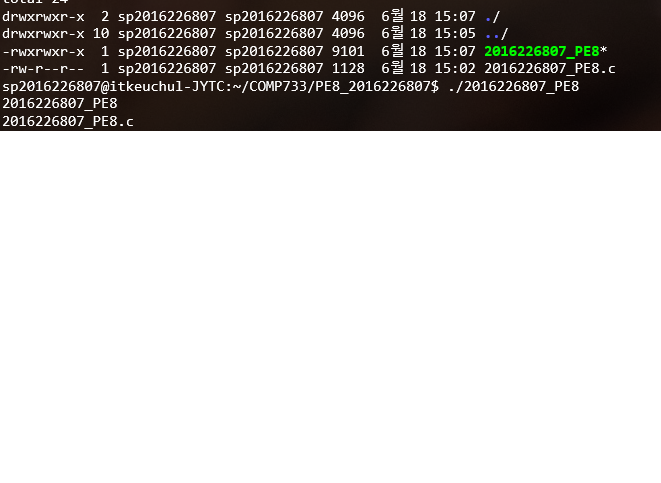 total 24
drwxrwxr-x  2 sp2016226807 sp2016226807 4096  6월 18 15:07 ./
drwxrwxr-x 10 sp2016226807 sp2016226807 4096  6월 18 15:05 ../
-rwxrwxr-x  1 sp2016226807 sp2016226807 9101  6월 18 15:07 2016226807_PE8*
-rw-r--r--  1 sp2016226807 sp2016226807 1128  6월 18 15:02 2016226807_PE8.c
sp2016226807@itkeuchul-JYTC:~/COMP733/PE8_2016226807$ ./2016226807_PE8
2016226807_PE8
2016226807_PE8.c